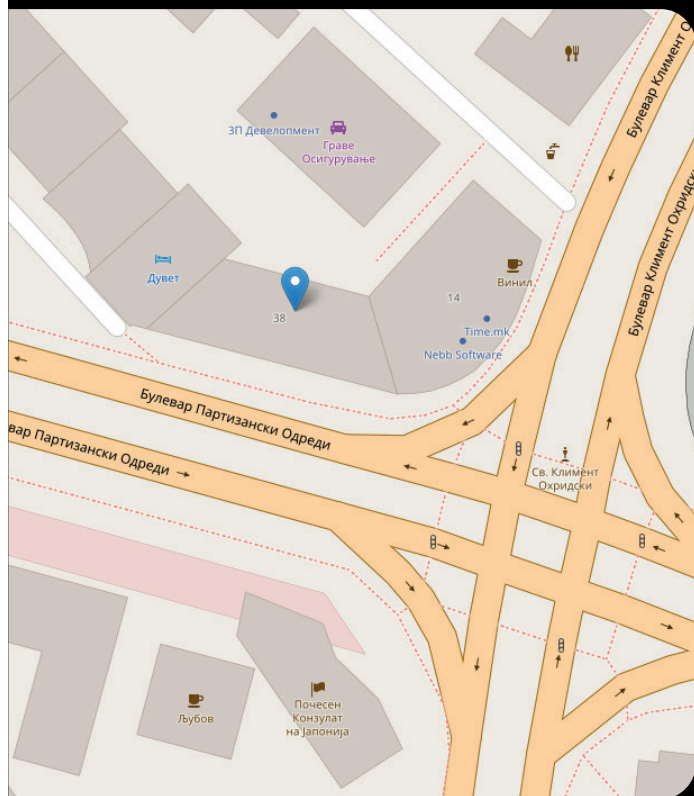 Булевар Климент О
ЗП Девелопмент
Граве
Осигурување
Булевар Климент Охридск
Дувет
Винил
14
38
Time.mk
Nebb Software
Булевар Партизански Одреди
вар Партизански Одреди
Св. Климент
Охридски
Љубов
Почесен
Конзулат
на Јапонија